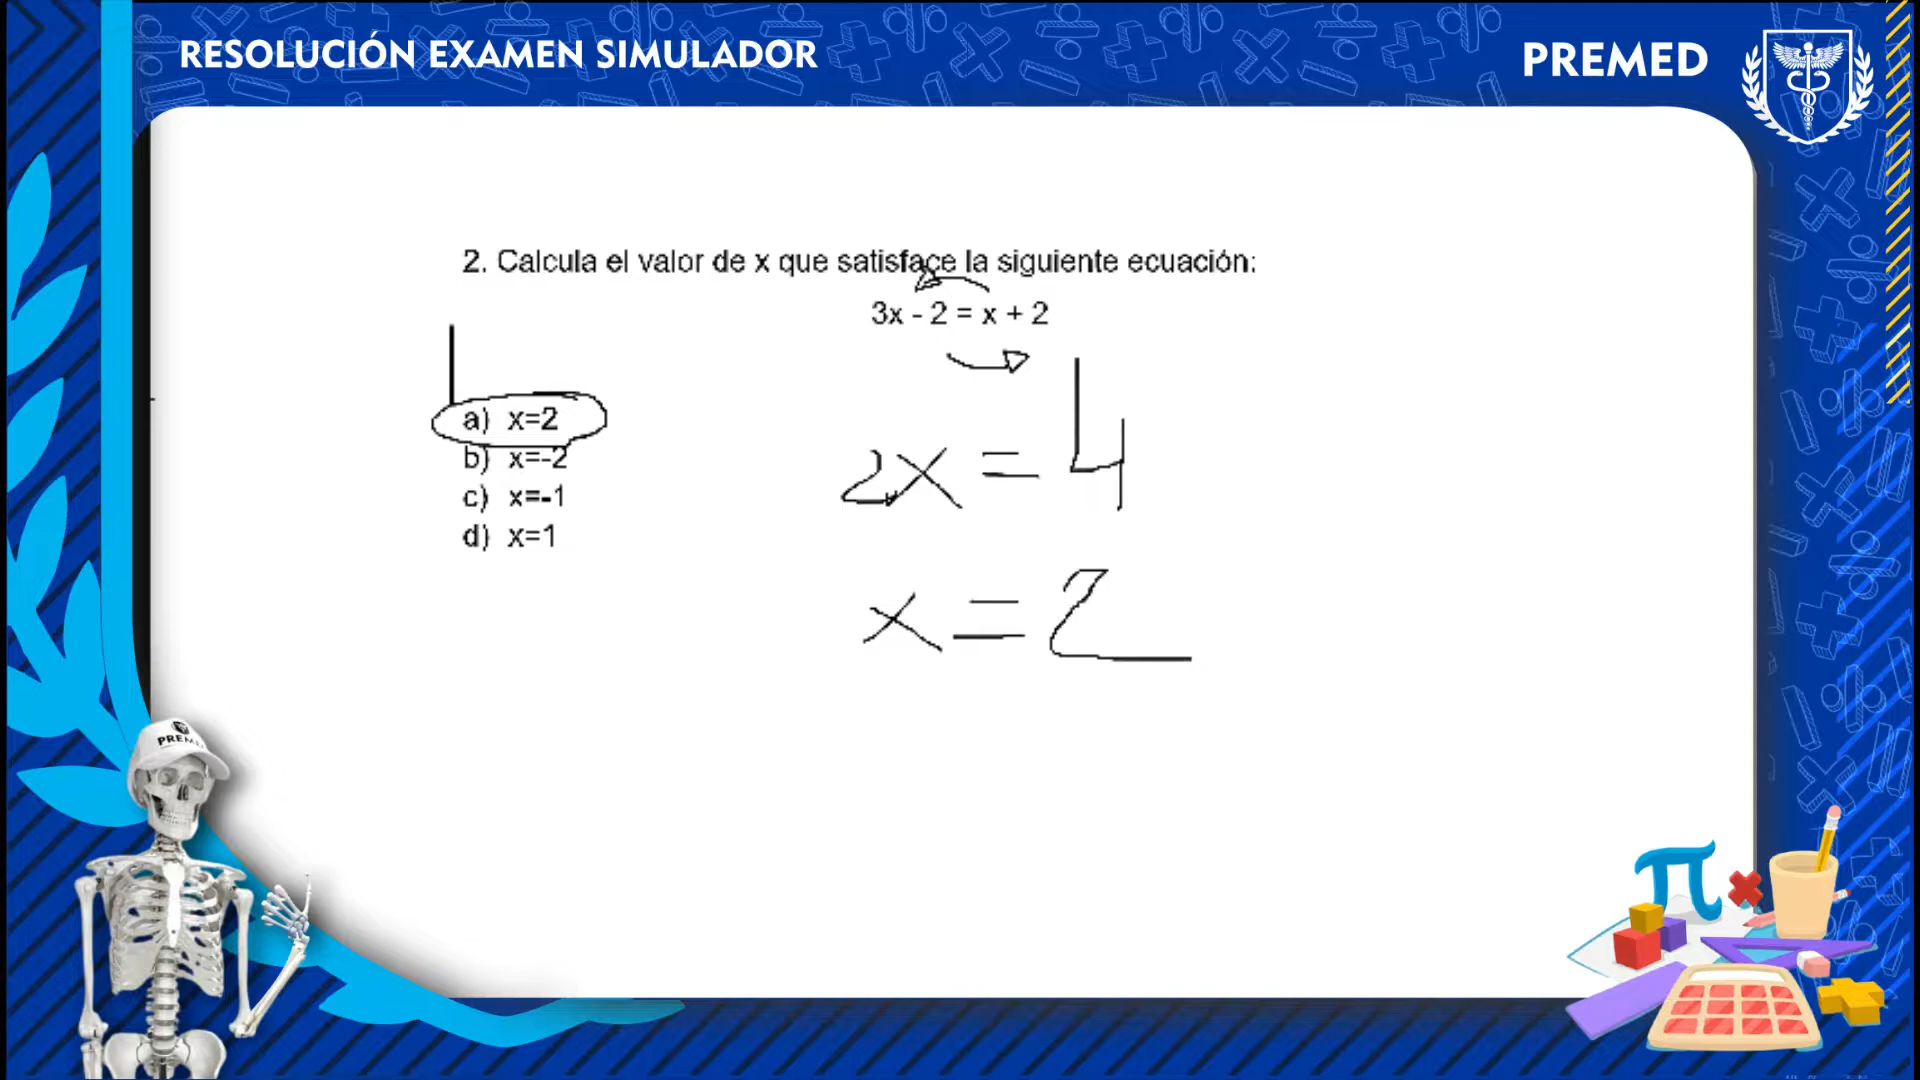 RESOLUCIÓN EXAMEN SIMULADOR
PREMED
2. Calcula el valor de x que satisface la siguiente ecuación:
3x - 2 = x + 2
a) x=2
b) x=-2
c) x=-1
d) x=1
2x = 4
x = 2
PREMED
π